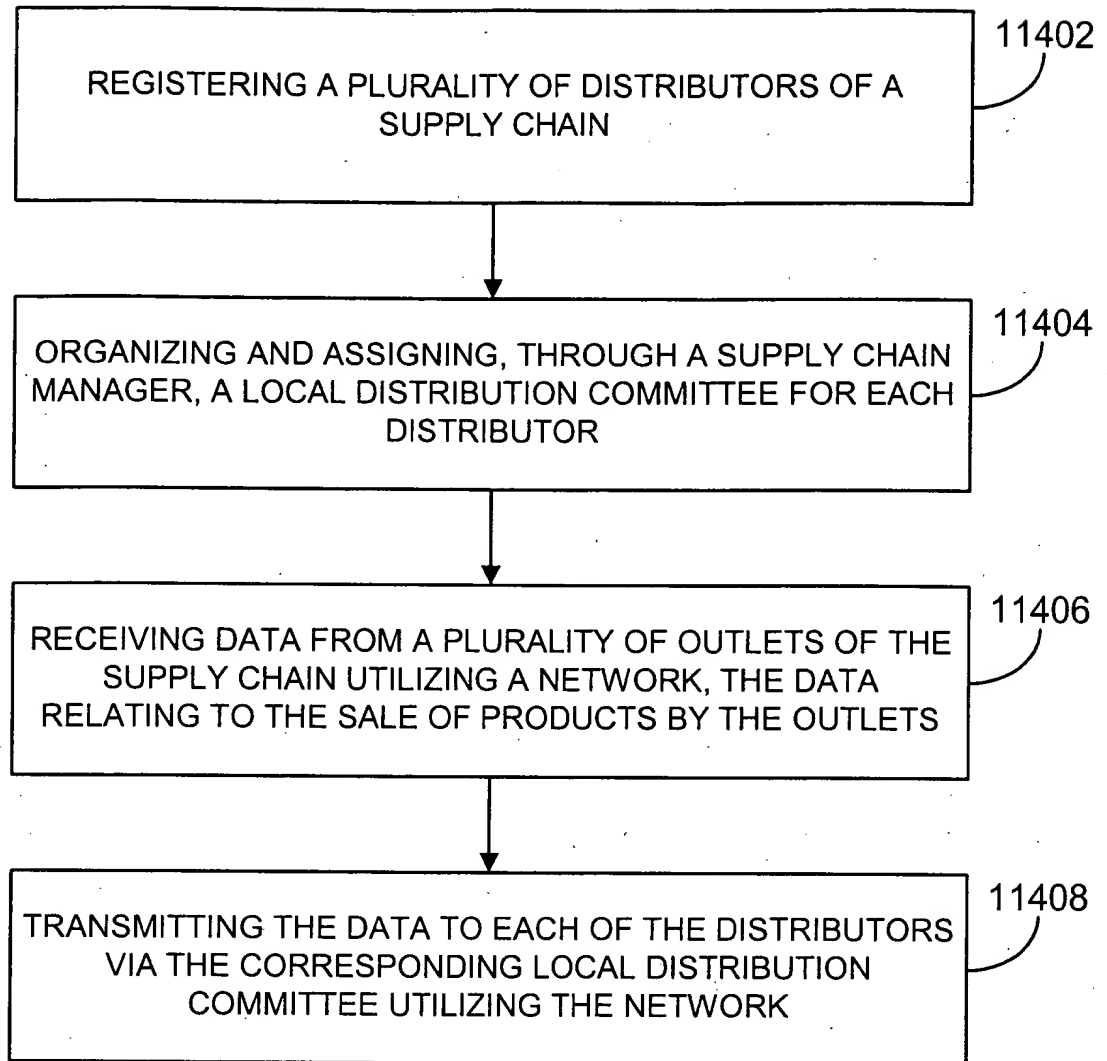 11402
REGISTERING A PLURALITY OF DISTRIBUTORS OF A
SUPPLY CHAIN
11404
ORGANIZING AND ASSIGNING, THROUGH A SUPPLY CHAIN
MANAGER, A LOCAL DISTRIBUTION COMMITTEE FOR EACH
DISTRIBUTOR
11406
RECEIVING DATA FROM A PLURALITY OF OUTLETS OF THE
SUPPLY CHAIN UTILIZING A NETWORK, THE DATA
RELATING TO THE SALE OF PRODUCTS BY THE OUTLETS
11408
TRANSMITTING THE DATA TO EACH OF THE DISTRIBUTORS
VIA THE CORRESPONDING LOCAL DISTRIBUTION
COMMITTEE UTILIZING THE NETWORK